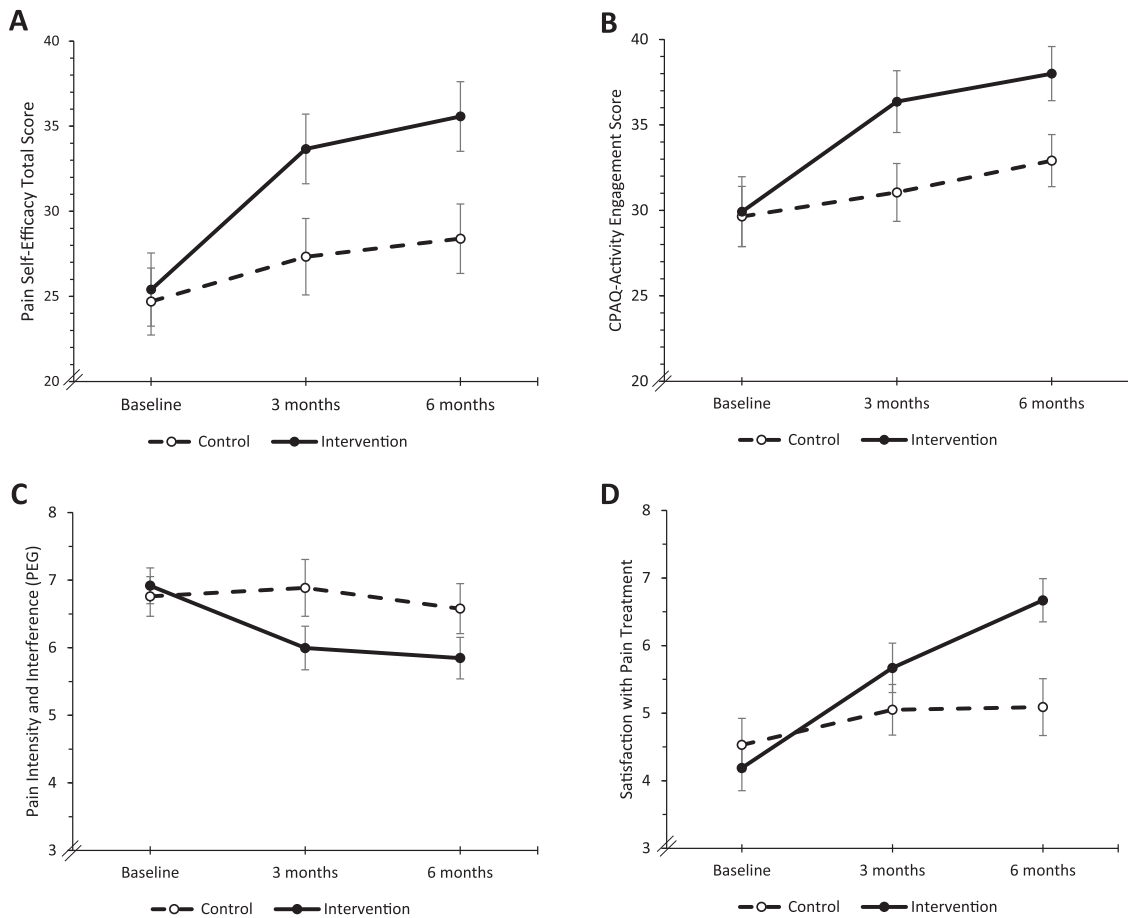 A
Pain Self-Efficacy Total Score
40
35
30
25
20
Baseline
3 months
6 months
Control
Intervention
B
CPAQ-Activity Engagement Score
40
35
30
25
20
Baseline
3 months
6 months
Control
Intervention
C
Pain Intensity and Interference (PEG)
8
7
6
5
4
3
Baseline
3 months
6 months
Control
Intervention
D
Satisfaction with Pain Treatment
8
7
6
5
4
3
Baseline
3 months
6 months
Control
Intervention